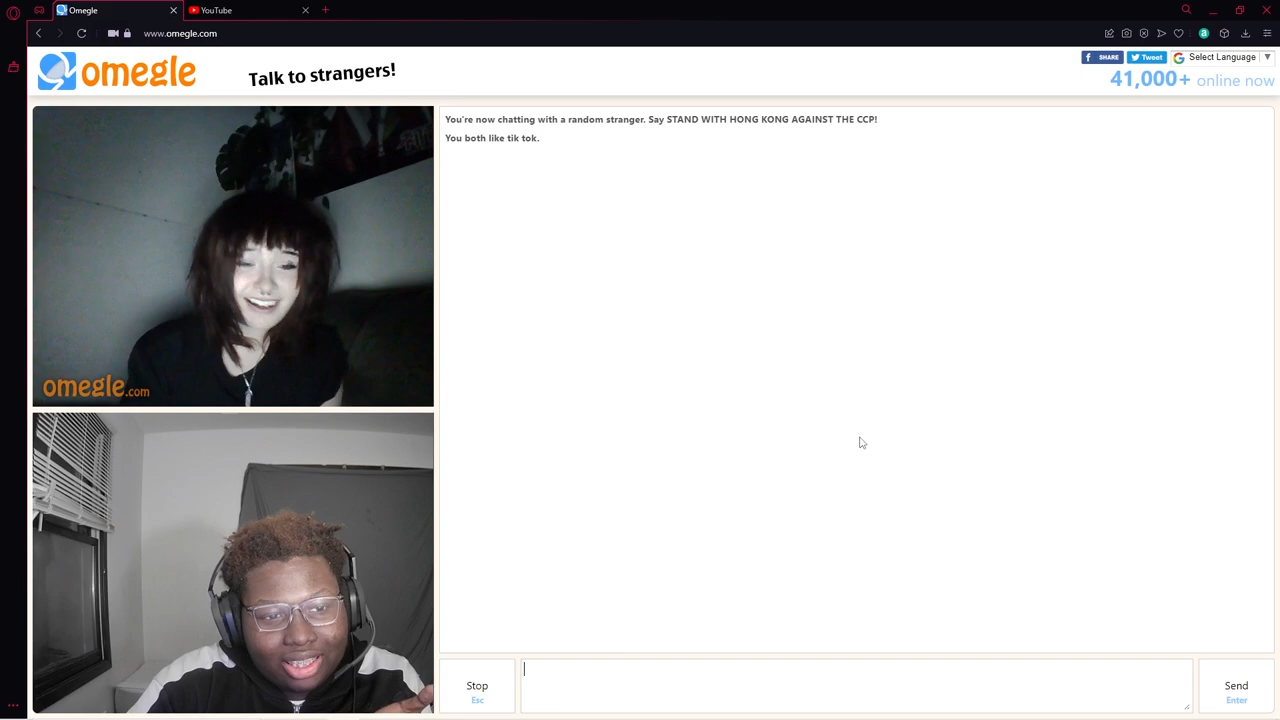 Omegle
YouTube
www.omegle.com
omegle
Talk to strangers!
SHARE
Tweet
Select Language
41,000+ online now
You're now chatting with a random stranger. Say STAND WITH HONG KONG AGAINST THE CCP!
You both like tik tok.
omegle.com
Stop
Esc
Send
Enter